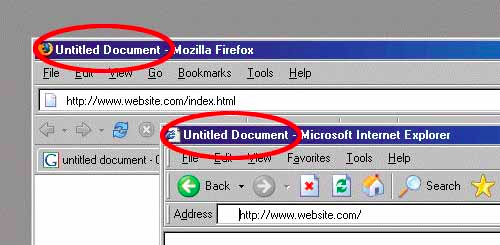 Untitled Document - Mozilla Firefox
File Edit View Go Bookmarks Tools Help
http://www.website.com/index.html
G untitled document - 
Untitled Document - Microsoft Internet Explorer
File Edit View Favorites Tools Help
Back Search
Address http://www.website.com/